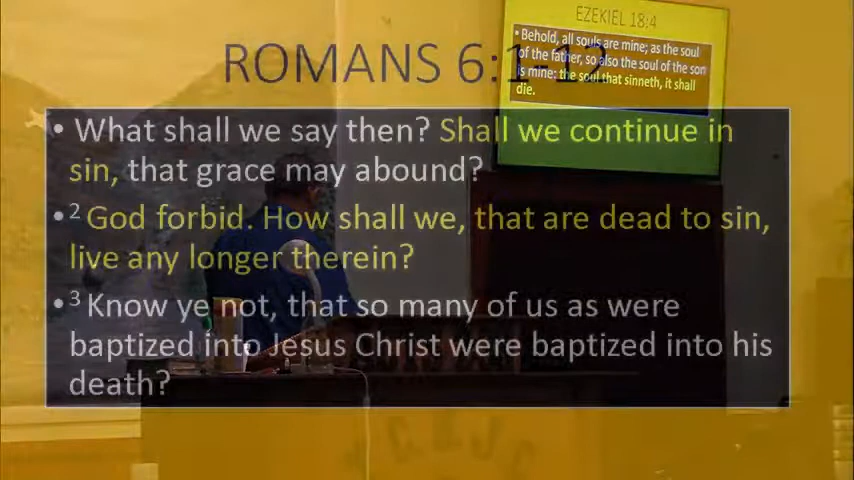 EZEKIEL 18:4
• Behold, all souls are mine; as the soul
of the father, so also the soul of the son
is mine: the soul that sinneth, it shall
die.
ROMANS 6:1-12
• What shall we say then? Shall we continue in
sin, that grace may abound?
• 2 God forbid. How shall we, that are dead to sin,
live any longer therein?
• 3 Know ye not, that so many of us as were
baptized into Jesus Christ were baptized into his
death?